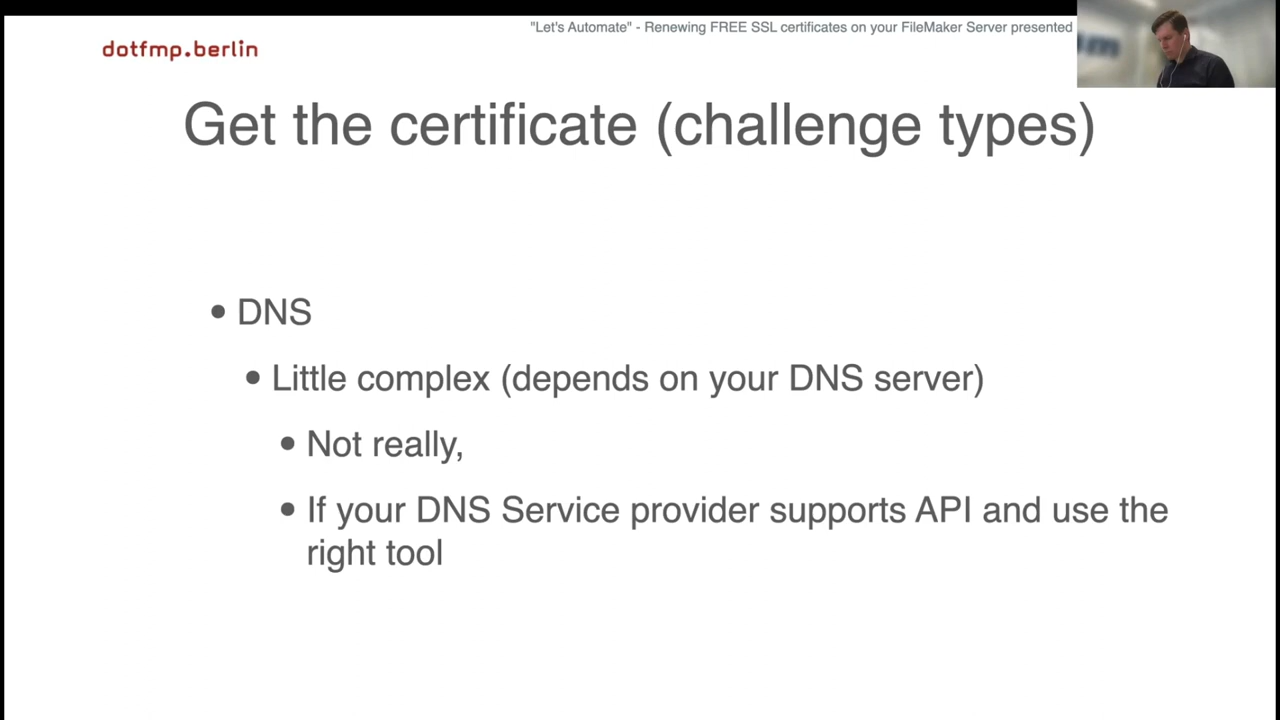 "Let's Automate" - Renewing FREE SSL certificates on your FileMaker Server presented
dotfmp.berlin
Get the certificate (challenge types)
• DNS
• Little complex (depends on your DNS server)
• Not really,
• If your DNS Service provider supports API and use the
right tool